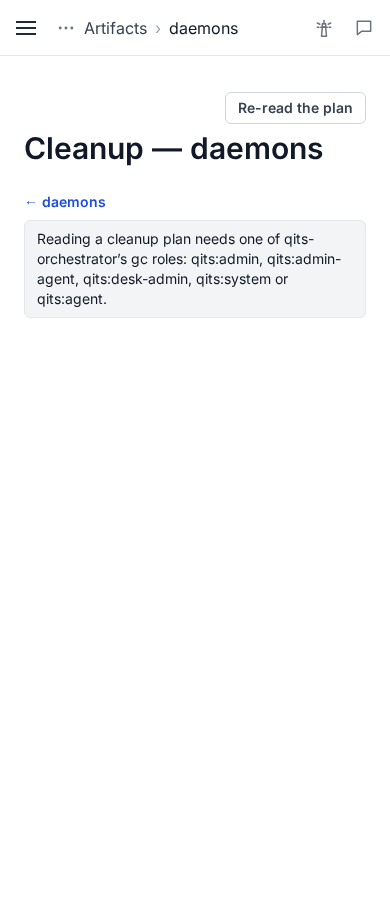 Artifacts › daemons
Re-read the plan
Cleanup — daemons
← daemons
Reading a cleanup plan needs one of qits-
orchestrator’s gc roles: qits:admin, qits:admin-
agent, qits:desk-admin, qits:system or
qits:agent.